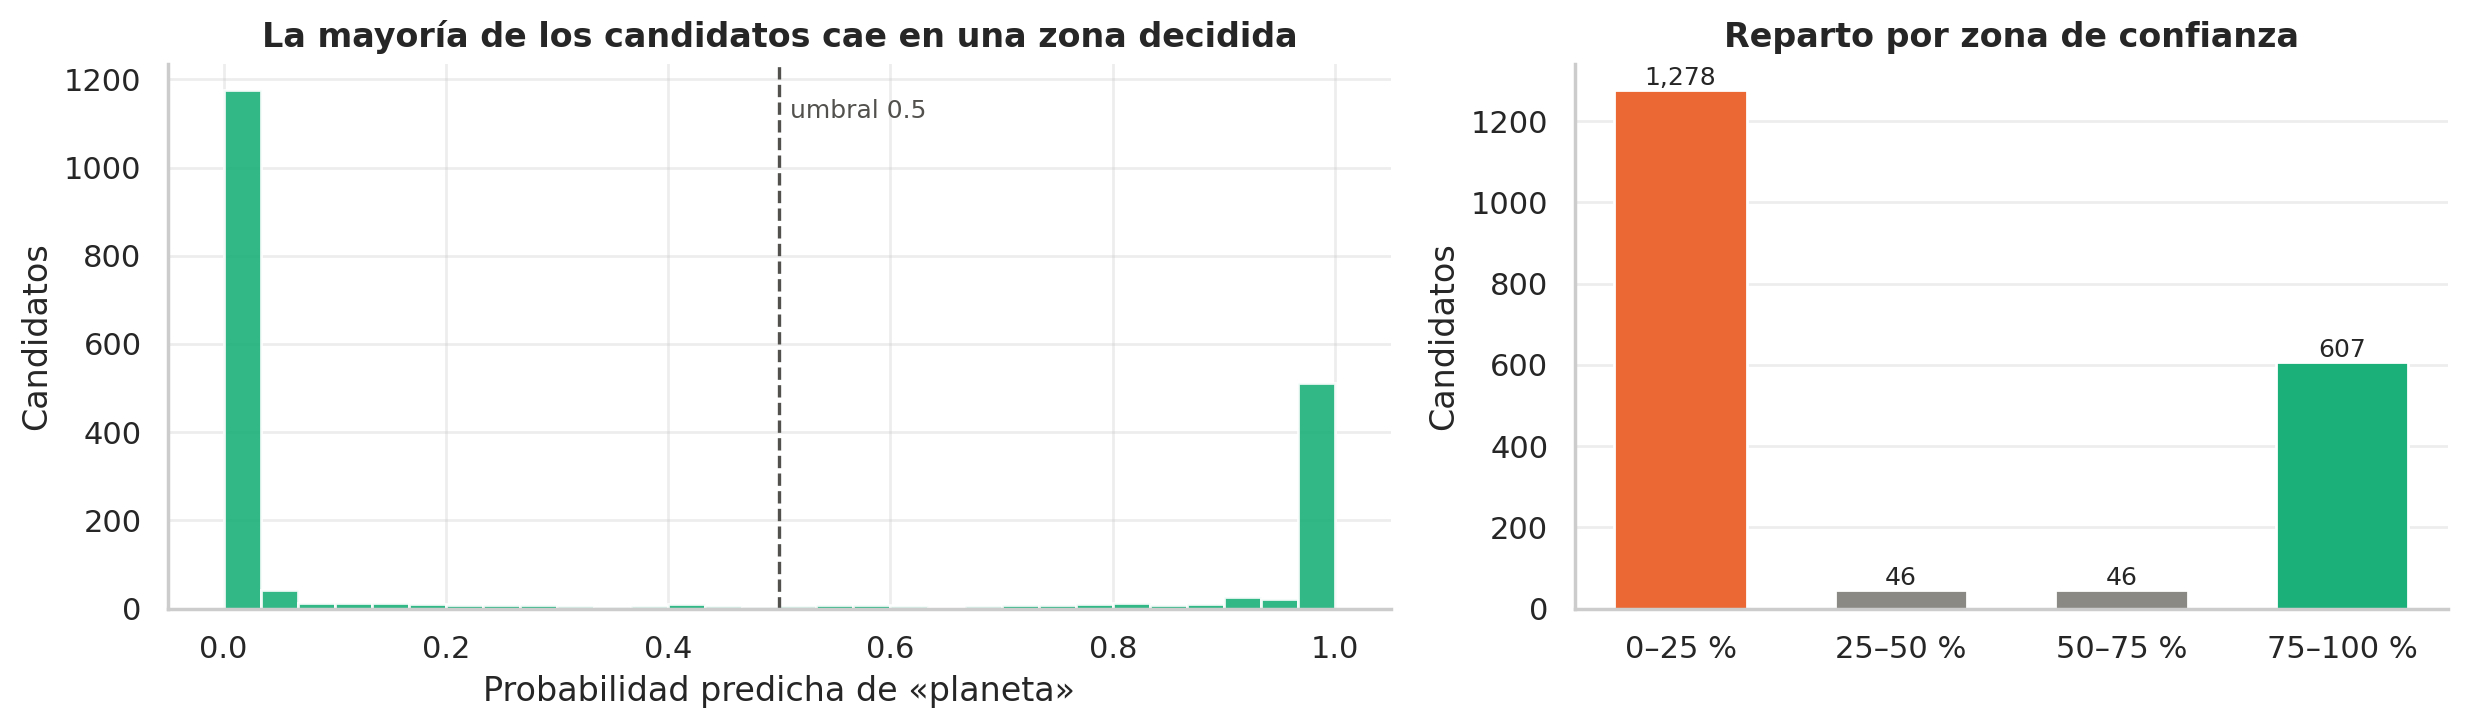 La mayoría de los candidatos cae en una zona decidida
Candidatos
1200
1000
800
600
400
200
0
umbral 0.5
0.0 0.2 0.4 0.6 0.8 1.0
Probabilidad predicha de «planeta»
Reparto por zona de confianza
Candidatos
1200
1000
800
600
400
200
0
1,278
46
46
607
0–25 % 25–50 % 50–75 % 75–100 %